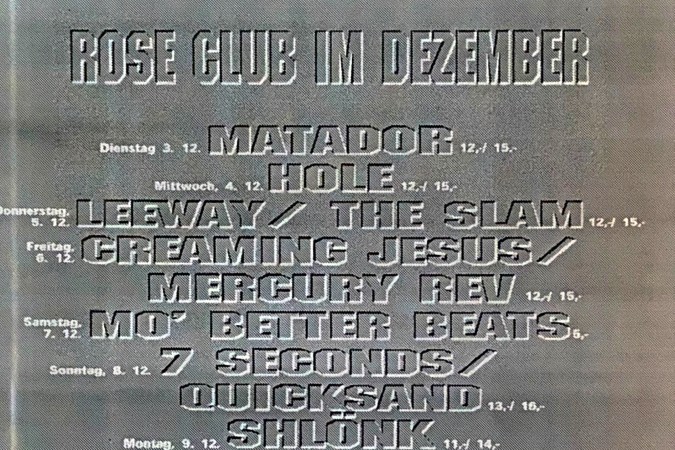 ROSE CLUB IM DEZEMBER
Dienstag 3. 12. MATADOR 12,-/ 15,-
Mittwoch, 4. 12. HOLE 12,-/ 15,-
Donnerstag, 5. 12. LEEWAY/ THE SLAM 12,-/ 15,-
Freitag, 6. 12. CREAMING JESUS/
MERCURY REV 12,-/ 15,-
Samstag, 7. 12. MO' BETTER BEATS 5,-
Sonntag, 8. 12. 7 SECONDS/
QUICKSAND 13,-/ 16,-
Montag, 9. 12. SHLÖNK 11,-/ 14,-